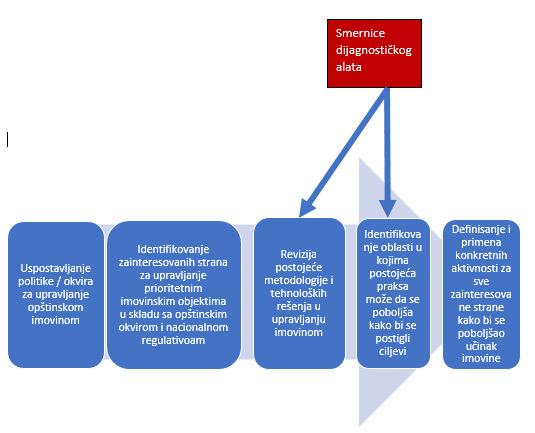 Smernice
dijagnostičkog
alata
Uspostavljanje
politike / okvira
za upravljanje
opštinskom
imovinom
Identifikovanje
zainteresovanih strana
za upravljanje
prioritetnim
imovinskim objektima
u skladu sa opštinskim
okvirom i nacionalnom
regulativoam
Revizija
postojeće
metodologije i
tehnoloških
rešenja u
upravljanju
imovinom
Identifikova
nje oblasti u
kojima
postojeća
praksa
može da se
poboljša
kako bi se
postigli
ciljevi
Definisanje i
primena
konkretnih
aktivnosti za
sve
zainteresova
ne strane
kako bi se
poboljšao
učinak
imovine